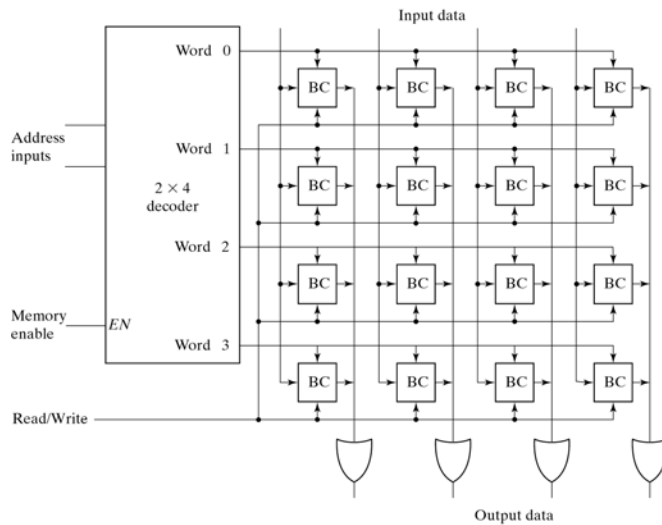 Input data
Word 0
BC BC BC BC
Address
inputs
Word 1
2 × 4
decoder
BC BC BC BC
Word 2
BC BC BC BC
Memory
enable
EN
Word 3
BC BC BC BC
Read/Write
Output data